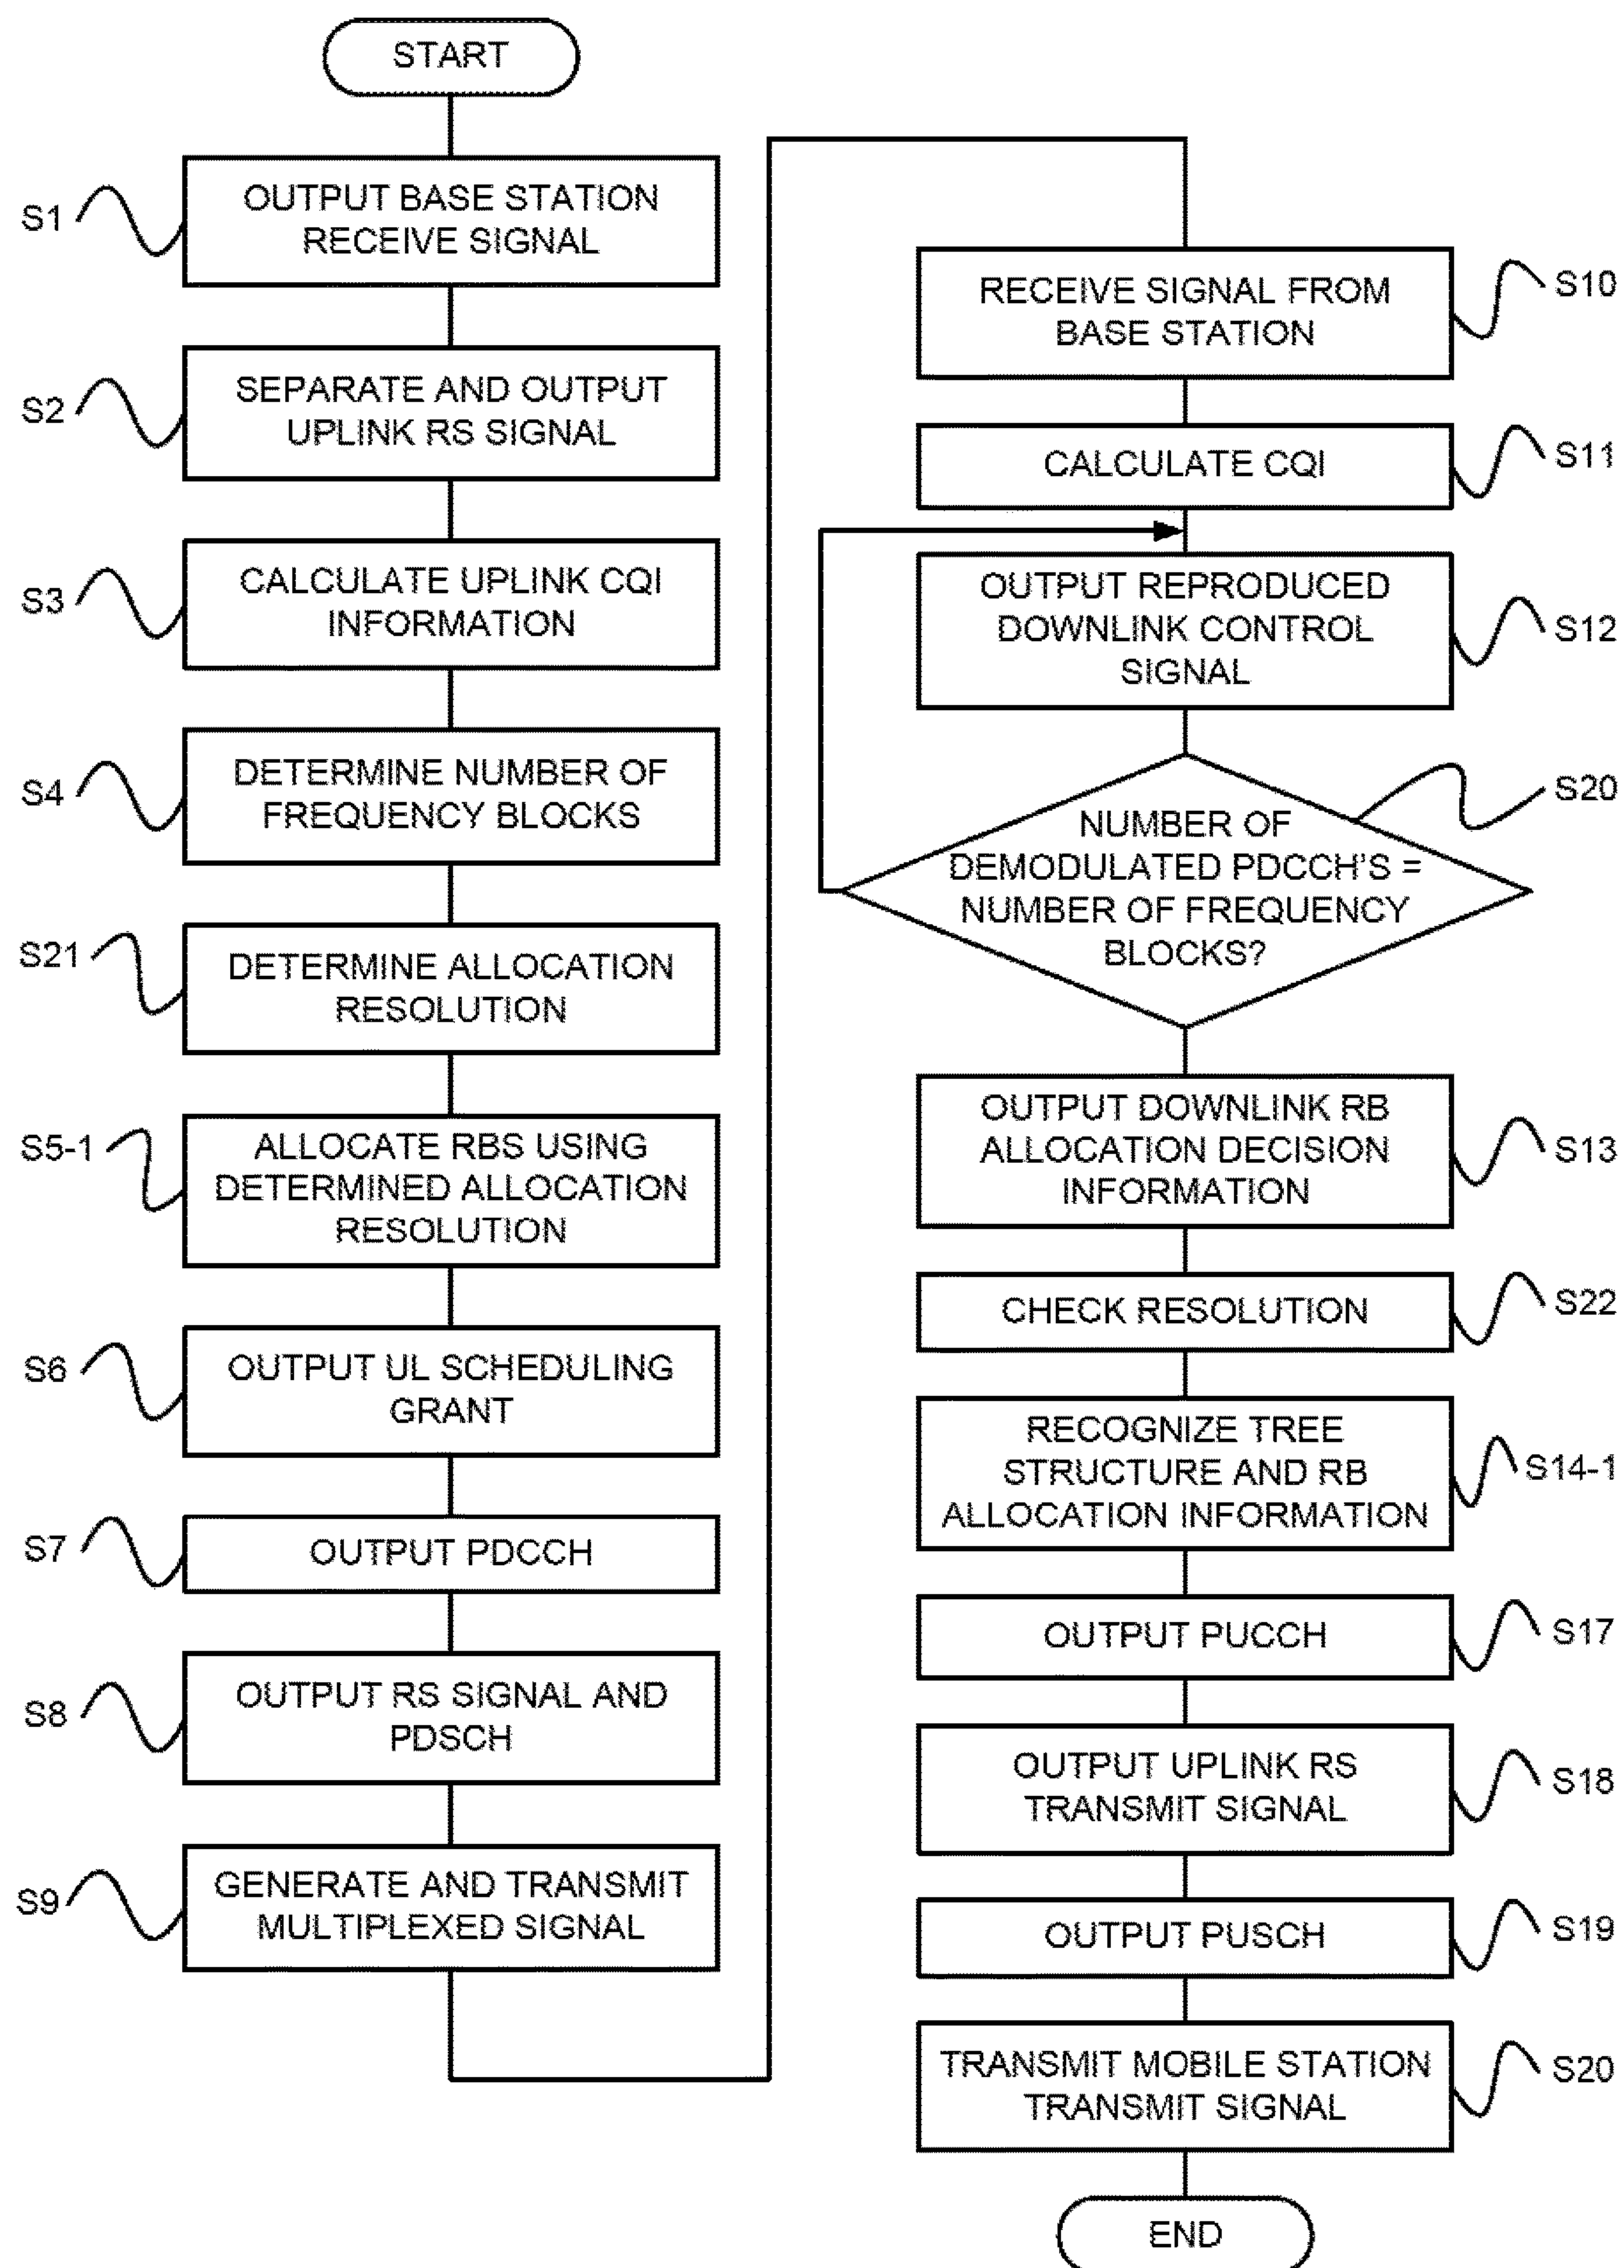 START
S1
OUTPUT BASE STATION
RECEIVE SIGNAL
S2
SEPARATE AND OUTPUT
UPLINK RS SIGNAL
S3
CALCULATE UPLINK CQI
INFORMATION
S4
DETERMINE NUMBER OF
FREQUENCY BLOCKS
S21
DETERMINE ALLOCATION
RESOLUTION
S5-1
ALLOCATE RBS USING
DETERMINED ALLOCATION
RESOLUTION
S6
OUTPUT UL SCHEDULING
GRANT
S7
OUTPUT PDCCH
S8
OUTPUT RS SIGNAL AND
PDSCH
S9
GENERATE AND TRANSMIT
MULTIPLEXED SIGNAL
RECEIVE SIGNAL FROM
BASE STATION
S10
CALCULATE CQI
S11
OUTPUT REPRODUCED
DOWNLINK CONTROL
SIGNAL
S12
NUMBER OF
DEMODULATED PDCCH'S =
NUMBER OF FREQUENCY
BLOCKS?
S20
OUTPUT DOWNLINK RB
ALLOCATION DECISION
INFORMATION
S13
CHECK RESOLUTION
S22
RECOGNIZE TREE
STRUCTURE AND RB
ALLOCATION INFORMATION
S14-1
OUTPUT PUCCH
S17
OUTPUT UPLINK RS
TRANSMIT SIGNAL
S18
OUTPUT PUSCH
S19
TRANSMIT MOBILE STATION
TRANSMIT SIGNAL
S20
END